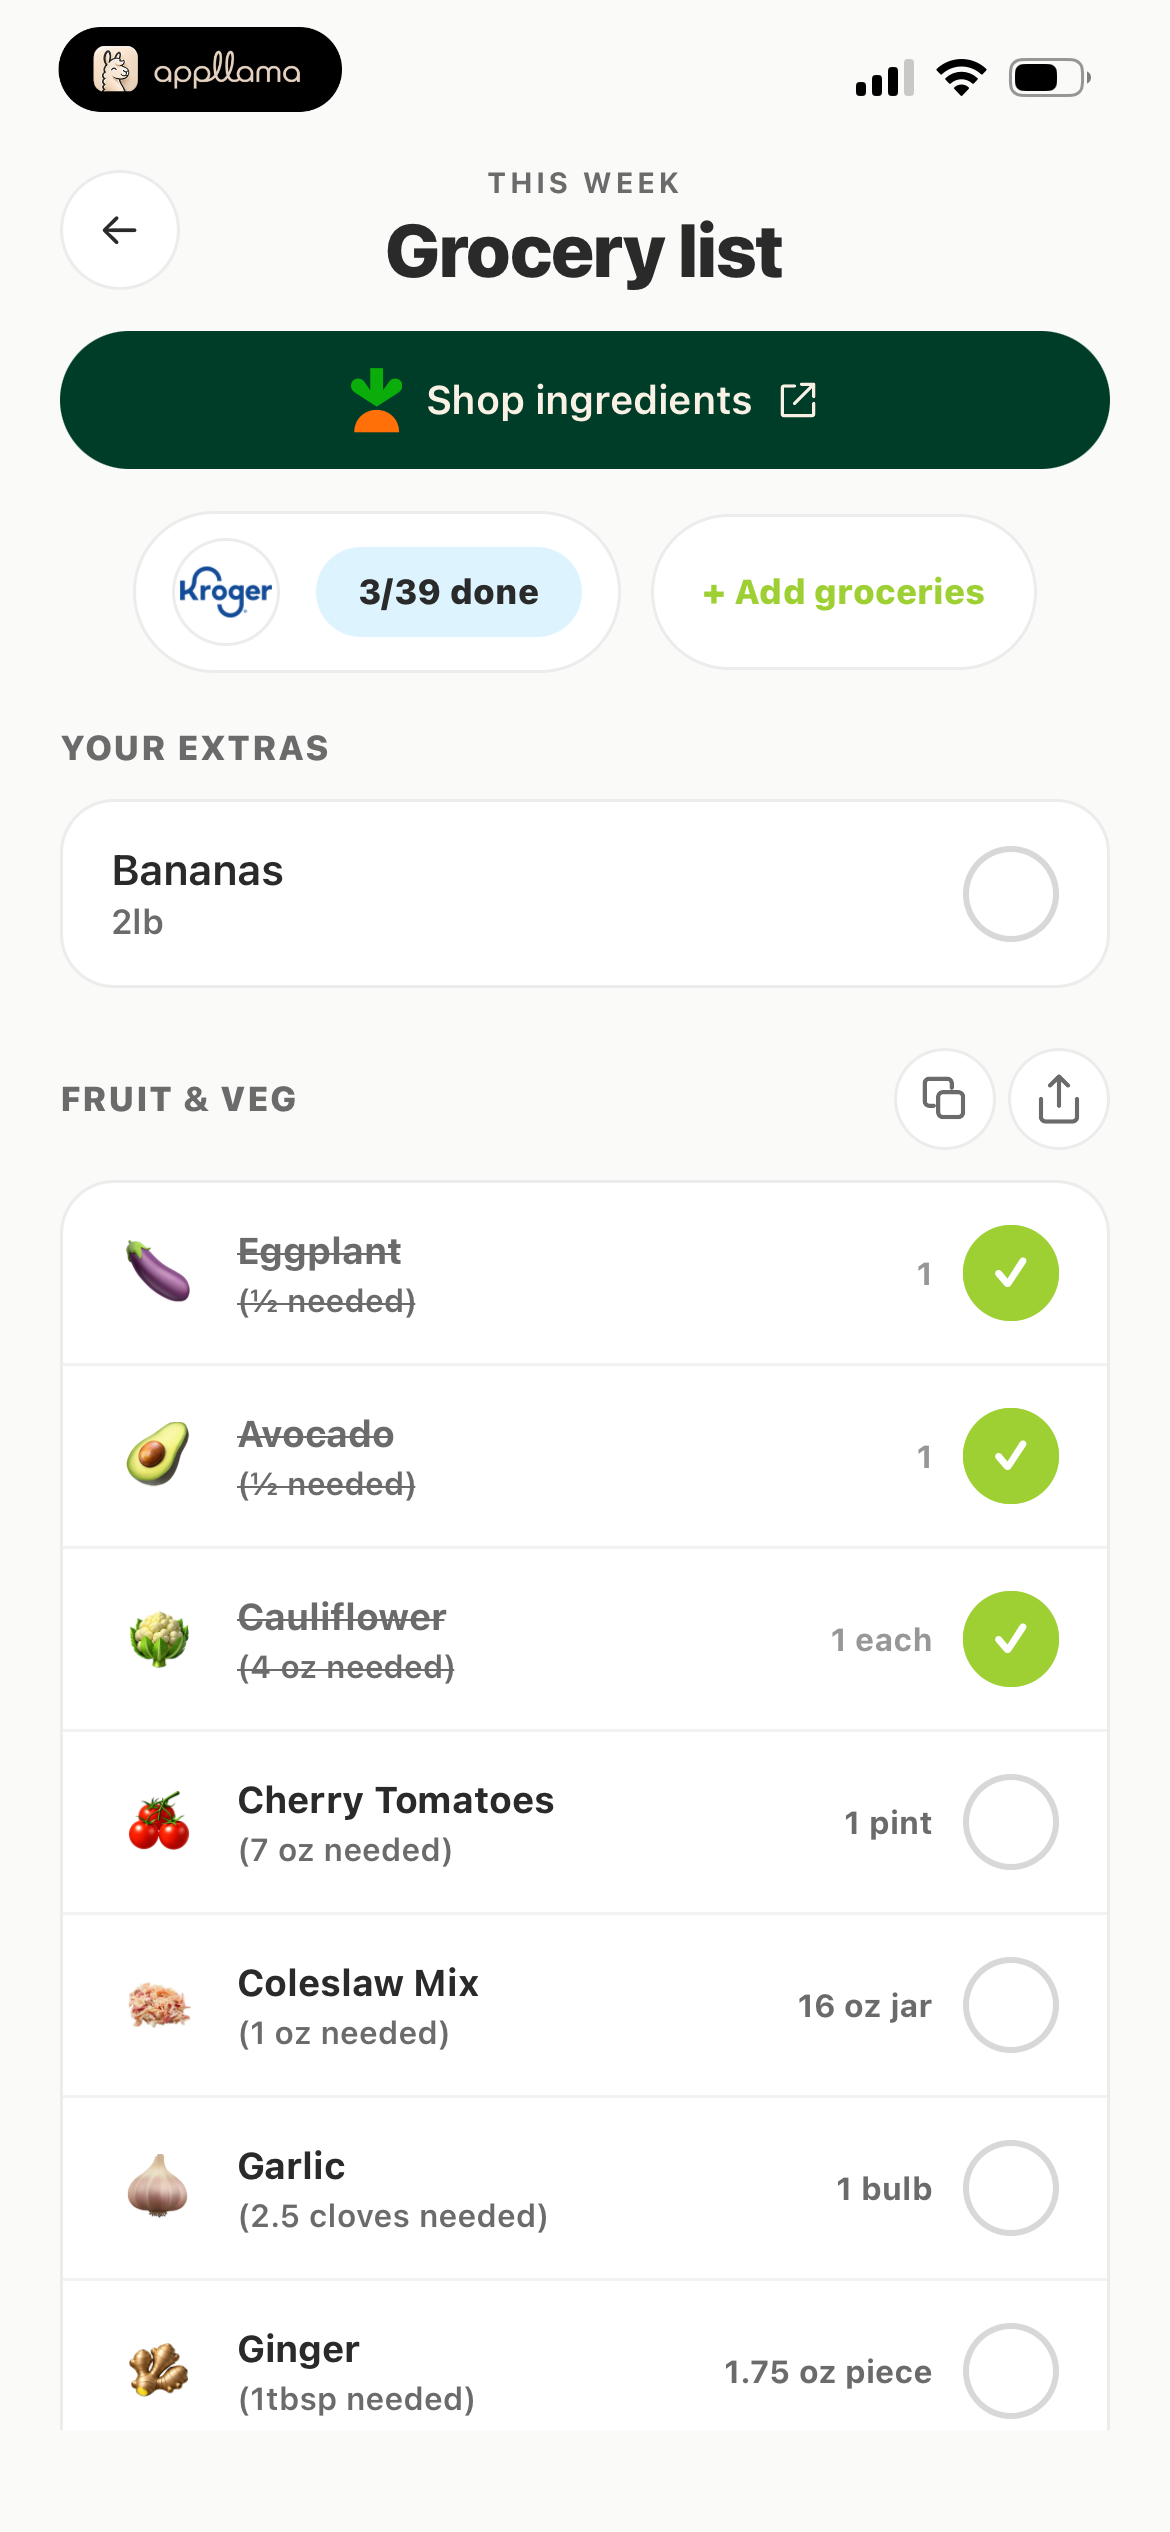 appllama
THIS WEEK
Grocery list
Shop ingredients
Kroger
3/39 done
+ Add groceries
YOUR EXTRAS
Bananas
2lb
FRUIT & VEG
Eggplant
(½ needed)
1
Avocado
(½ needed)
1
Cauliflower
(4 oz needed)
1 each
Cherry Tomatoes
(7 oz needed)
1 pint
Coleslaw Mix
(1 oz needed)
16 oz jar
Garlic
(2.5 cloves needed)
1 bulb
Ginger
(1tbsp needed)
1.75 oz piece